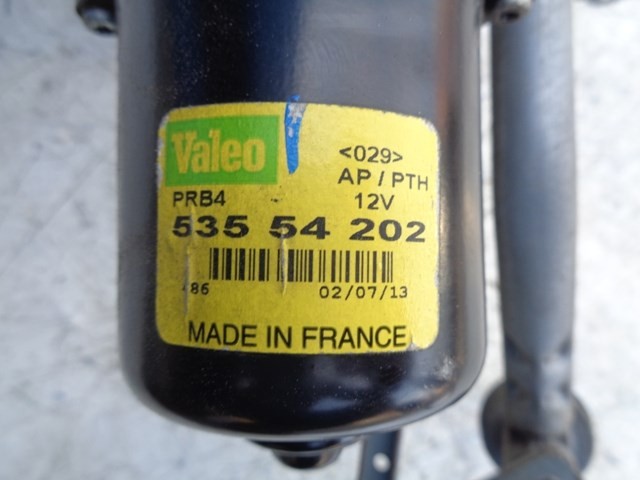 Valeo
<029>
AP / PTH
PRB4 12V
535 54 202
486 02/07/13
MADE IN FRANCE